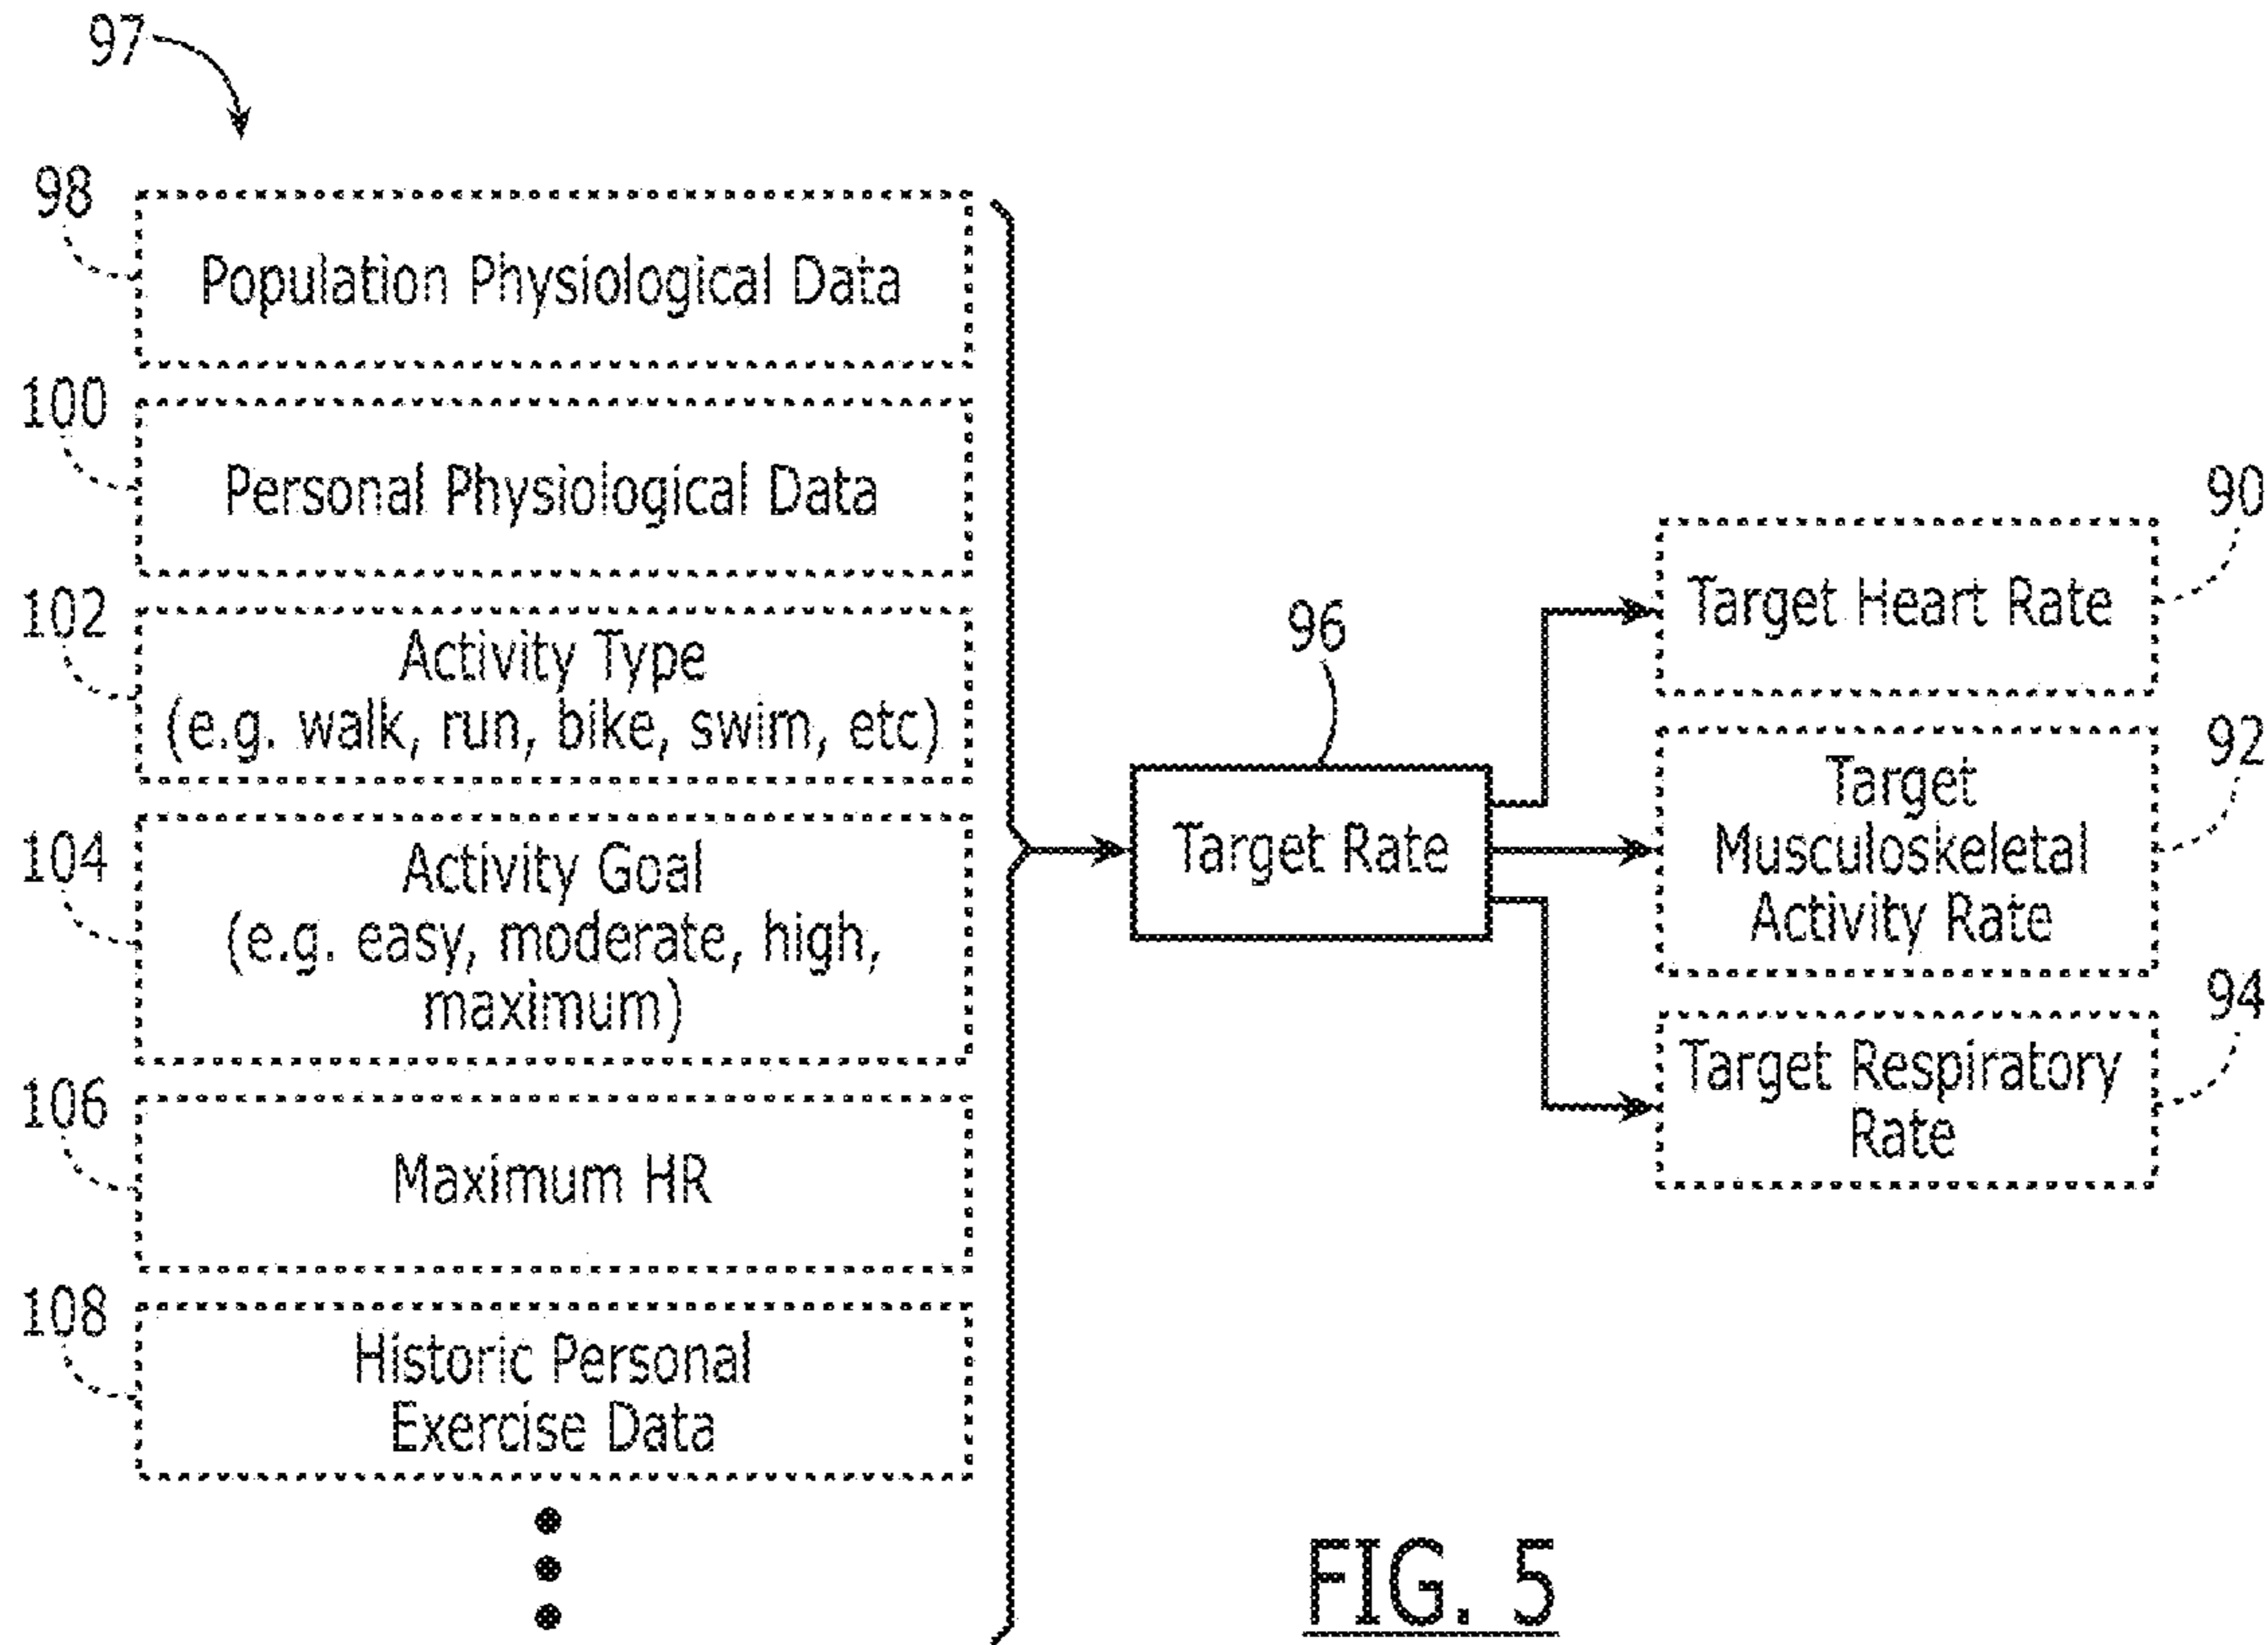 97
98
Population Physiological Data
100
Personal Physiological Data
102
Activity Type
(e.g. walk, run, bike, swim, etc)
104
Activity Goal
(e.g. easy, moderate, high,
maximum)
106
Maximum HR
108
Historic Personal
Exercise Data
96
Target Rate
90
Target Heart Rate
92
Target
Musculoskeletal
Activity Rate
94
Target Respiratory
Rate
FIG. 5